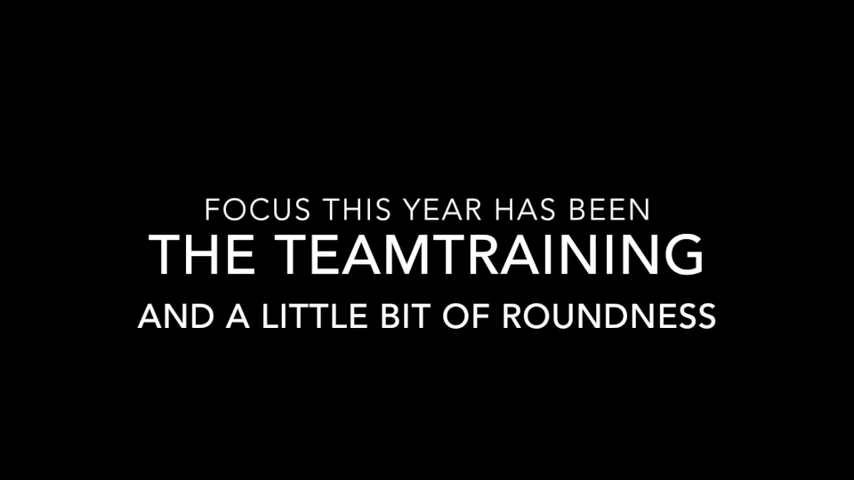 FOCUS THIS YEAR HAS BEEN
THE TEAMTRAINING
AND A LITTLE BIT OF ROUNDNESS